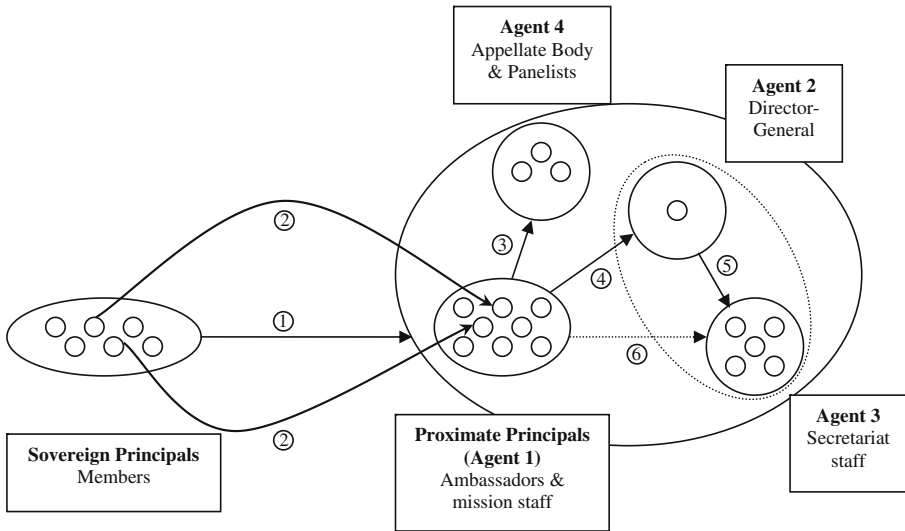 Agent 4
Appellate Body
& Panelists
Agent 2
Director-
General
②
③
④
⑤
①
⑥
②
Sovereign Principals
Members
Proximate Principals
(Agent 1)
Ambassadors &
mission staff
Agent 3
Secretariat
staff